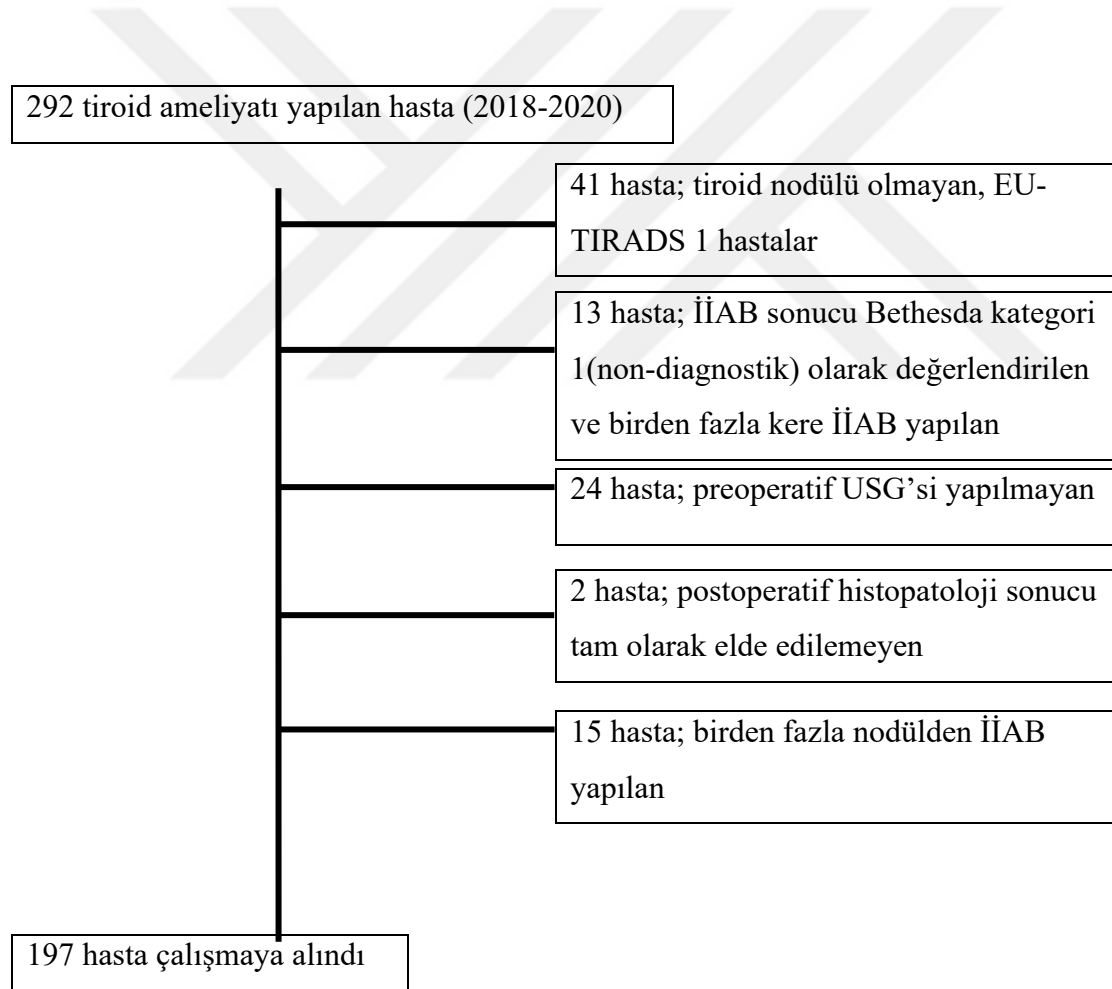 292 tiroid ameliyatı yapılan hasta (2018-2020)
41 hasta; tiroid nodülü olmayan, EU-
TIRADS 1 hastalar
13 hasta; İİAB sonucu Bethesda kategori
1(non-diagnostik) olarak değerlendirilen
ve birden fazla kere İİAB yapılan
24 hasta; preoperatif USG’si yapılmayan
2 hasta; postoperatif histopatoloji sonucu
tam olarak elde edilemeyen
15 hasta; birden fazla nodülden İİAB
yapılan
197 hasta çalışmaya alındı